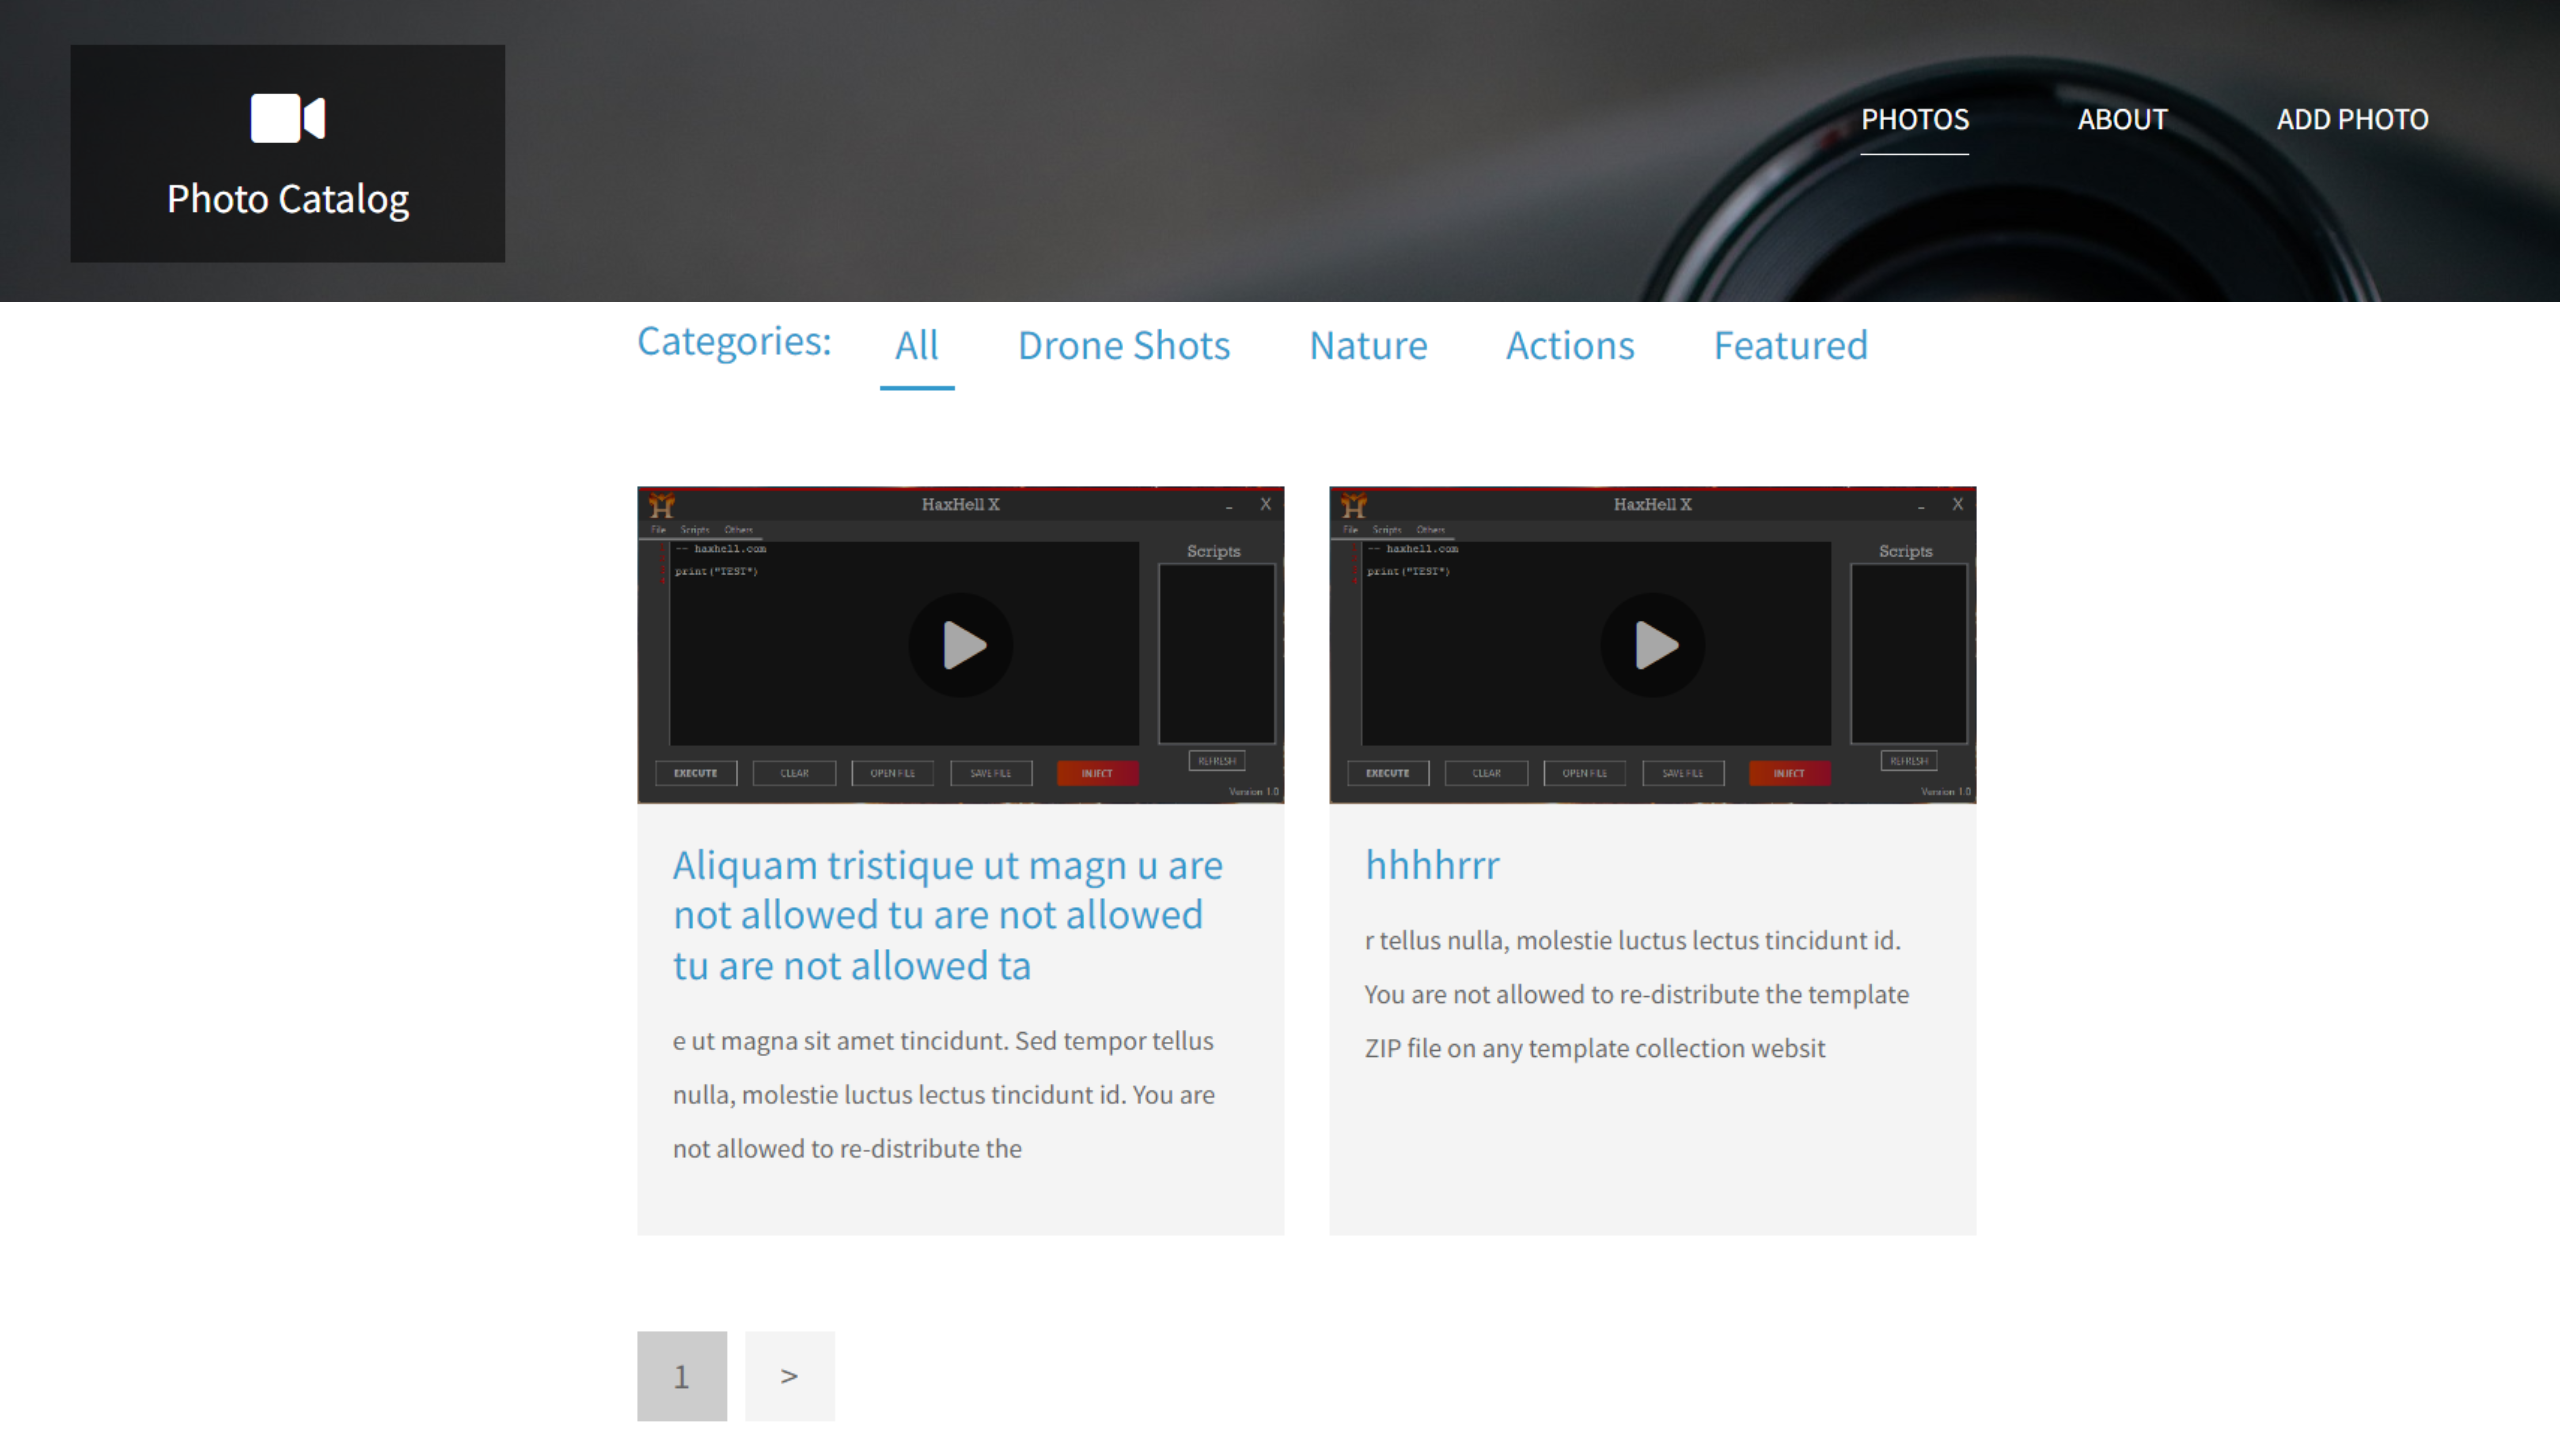 Photo Catalog
PHOTOS ABOUT ADD PHOTO
Categories: All Drone Shots Nature Actions Featured
HaxHell X _ X
File Scripts Others
-- haxhell.com
print("TEST")
Scripts
REFRESH
EXECUTE CLEAR OPEN FILE SAVE FILE INJECT
Version 1.0
Aliquam tristique ut magn u are
not allowed tu are not allowed
tu are not allowed ta
e ut magna sit amet tincidunt. Sed tempor tellus
nulla, molestie luctus lectus tincidunt id. You are
not allowed to re-distribute the
HaxHell X _ X
File Scripts Others
-- haxhell.com
print("TEST")
Scripts
REFRESH
EXECUTE CLEAR OPEN FILE SAVE FILE INJECT
Version 1.0
hhhhrrr
r tellus nulla, molestie luctus lectus tincidunt id.
You are not allowed to re-distribute the template
ZIP file on any template collection websit
1 >